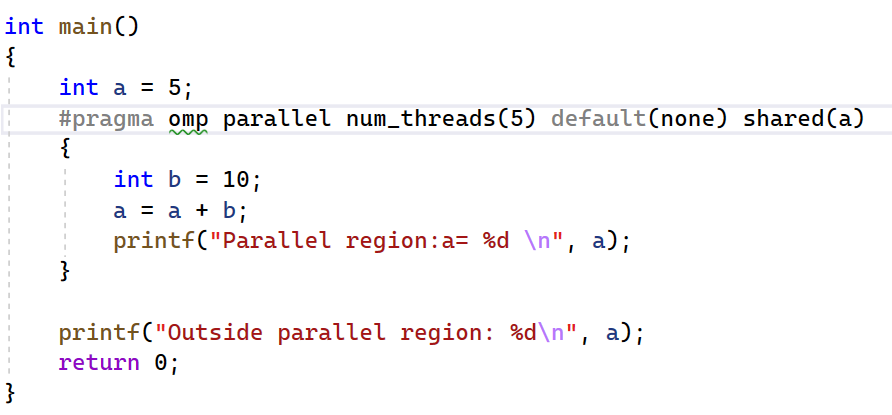 int main()
{
    int a = 5;
    #pragma omp parallel num_threads(5) default(none) shared(a)
    {
        int b = 10;
        a = a + b;
        printf("Parallel region:a= %d \n", a);
    }

    printf("Outside parallel region: %d\n", a);
    return 0;
}